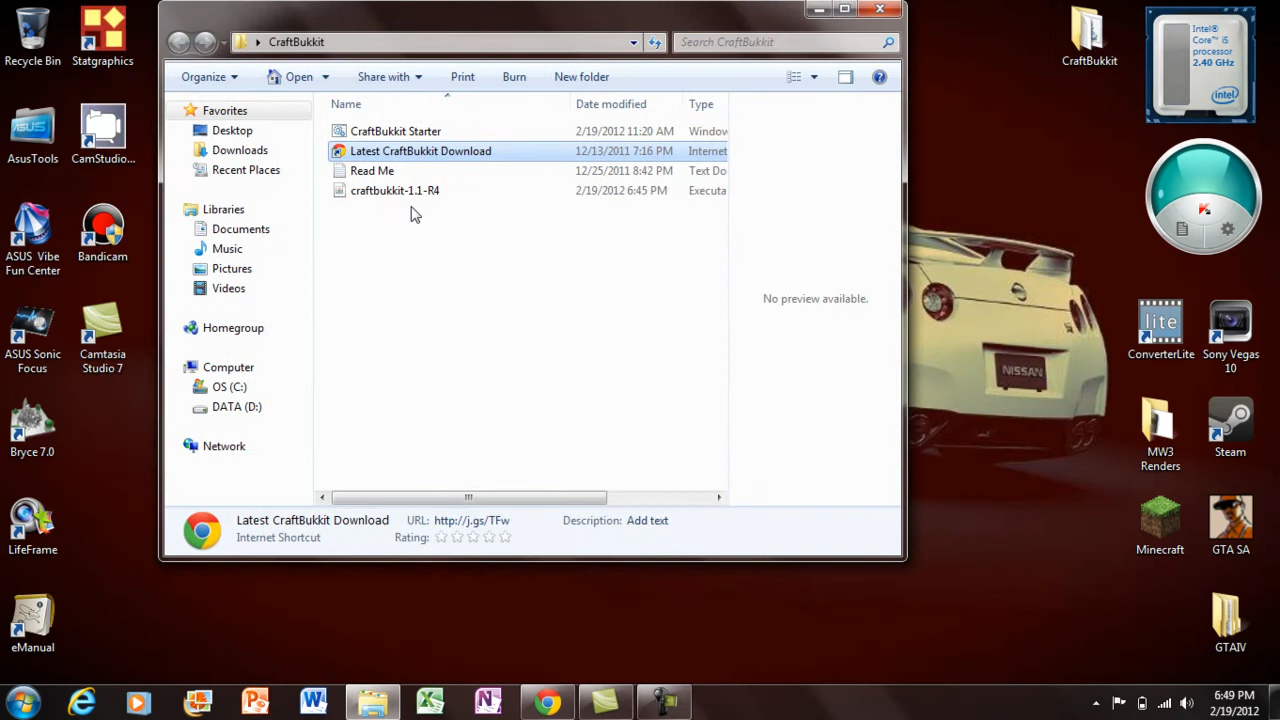 Recycle Bin
Statgraphics
AsusTools
CamStudio...
ASUS Vibe
Fun Center
Bandicam
ASUS Sonic
Focus
Camtasia
Studio 7
Bryce 7.0
LifeFrame
eManual
CraftBukkit
Search CraftBukkit
Organize
Open
Share with
Print
Burn
New folder
Favorites
Desktop
Downloads
Recent Places
Libraries
Documents
Music
Pictures
Videos
Homegroup
Computer
OS (C:)
DATA (D:)
Network
Name Date modified Type
CraftBukkit Starter 2/19/2012 11:20 AM Window
Latest CraftBukkit Download 12/13/2011 7:16 PM Internet
Read Me 12/25/2011 8:42 PM Text Do
craftbukkit-1.1-R4 2/19/2012 6:45 PM Executa
No preview available.
Latest CraftBukkit Download URL: http://j.gs/TFw Description: Add text
Internet Shortcut Rating:
CraftBukkit
Intel®
Core™ i5
processor
2.40 GHz
intel
NISSAN
lite
ConverterLite
Sony Vegas
10
MW3
Renders
Steam
Minecraft
GTA SA
GTAIV
6:49 PM
2/19/2012